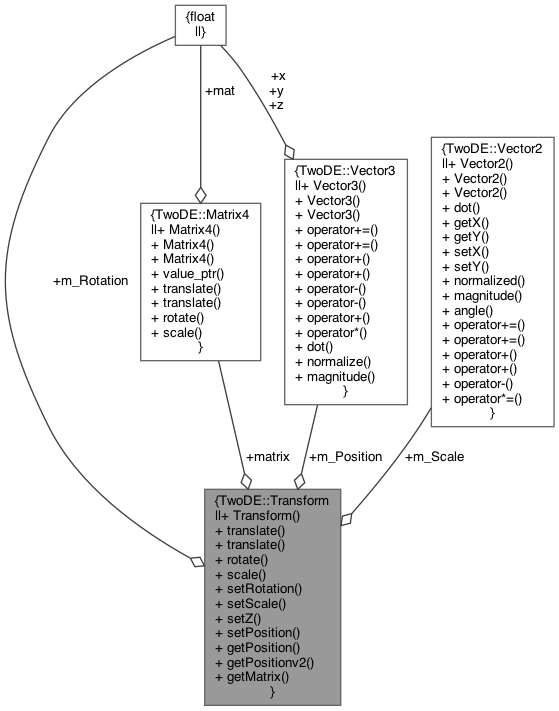 {float
||}
+x
+y
+z
+mat
+m_Rotation
{TwoDE::Matrix4
||+ Matrix4()
+ Matrix4()
+ Matrix4()
+ value_ptr()
+ translate()
+ translate()
+ rotate()
+ scale()
}
{TwoDE::Vector3
||+ Vector3()
+ Vector3()
+ Vector3()
+ operator+=()
+ operator+=()
+ operator+()
+ operator+()
+ operator-()
+ operator-()
+ operator+()
+ operator*()
+ dot()
+ normalize()
+ magnitude()
}
{TwoDE::Vector2
||+ Vector2()
+ Vector2()
+ Vector2()
+ dot()
+ getX()
+ getY()
+ setX()
+ setY()
+ normalized()
+ magnitude()
+ angle()
+ operator+=()
+ operator+=()
+ operator+()
+ operator+()
+ operator-()
+ operator*=()
}
+matrix
+m_Position
+m_Scale
{TwoDE::Transform
||+ Transform()
+ translate()
+ translate()
+ rotate()
+ scale()
+ setRotation()
+ setScale()
+ setZ()
+ setPosition()
+ getPosition()
+ getPositionv2()
+ getMatrix()
}